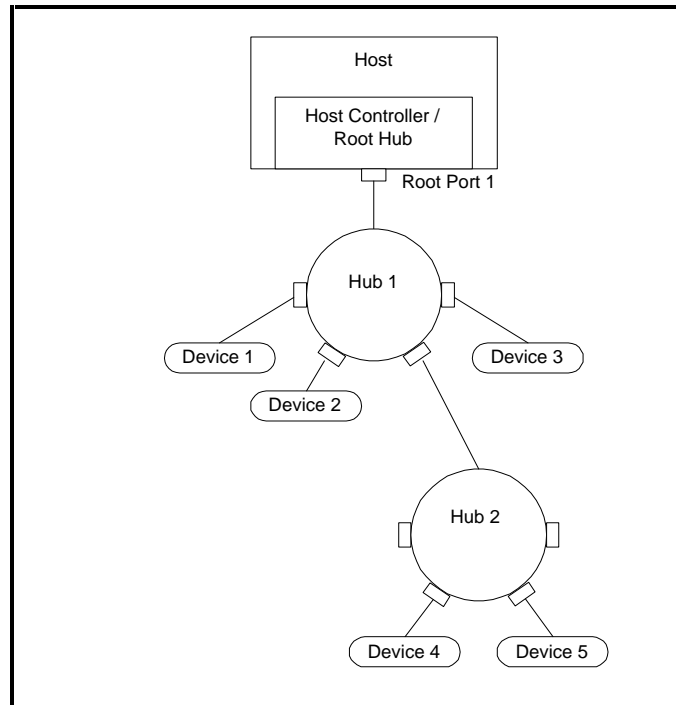 Host
Host Controller /
Root Hub
Root Port 1
Hub 1
Device 1
Device 3
Device 2
Hub 2
Device 4
Device 5